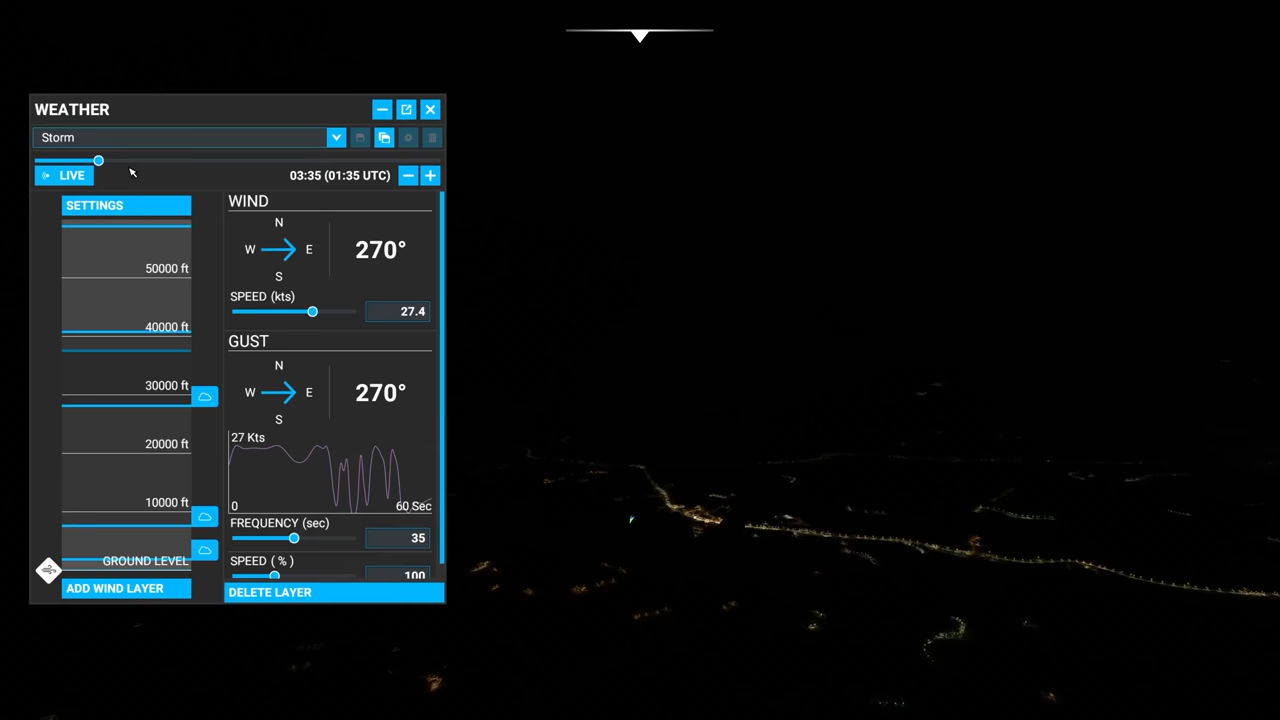 WEATHER
Storm
LIVE
03:35 (01:35 UTC)
SETTINGS
50000 ft
40000 ft
30000 ft
20000 ft
10000 ft
GROUND LEVEL
ADD WIND LAYER
WIND
N
W E
S
270°
SPEED (kts)
27.4
GUST
N
W E
S
270°
27 Kts
0
60 Sec
FREQUENCY (sec)
35
SPEED ( % )
100
DELETE LAYER